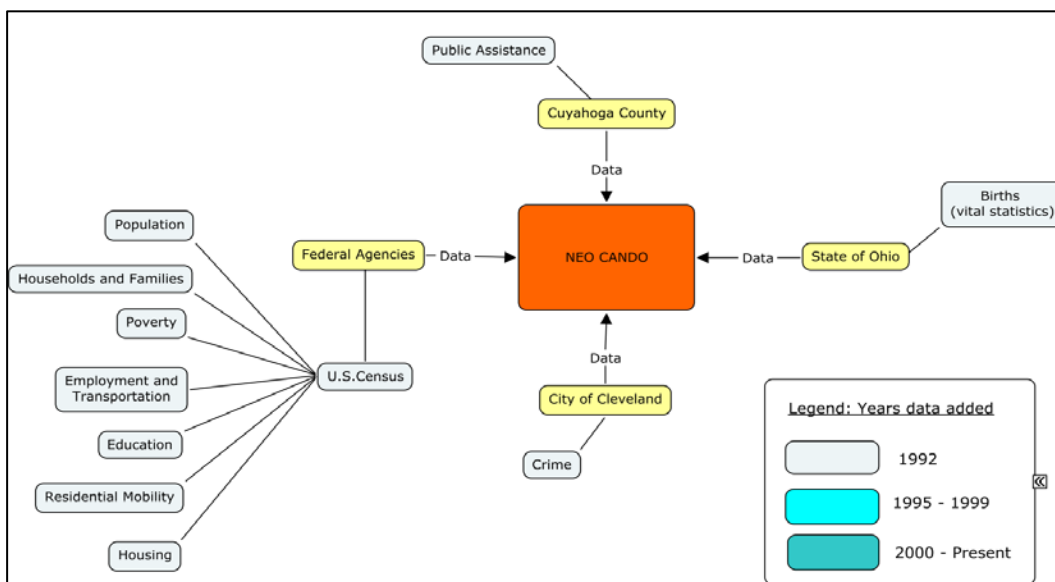 Public Assistance
Cuyahoga County
Data
Births
(vital statistics)
Population
Federal Agencies
Data
NEO CANDO
Data
State of Ohio
Households and Families
Poverty
Data
U.S.Census
Employment and
Transportation
City of Cleveland
Education
Crime
Residential Mobility
Housing
Legend: Years data added
1992
1995 - 1999
2000 - Present